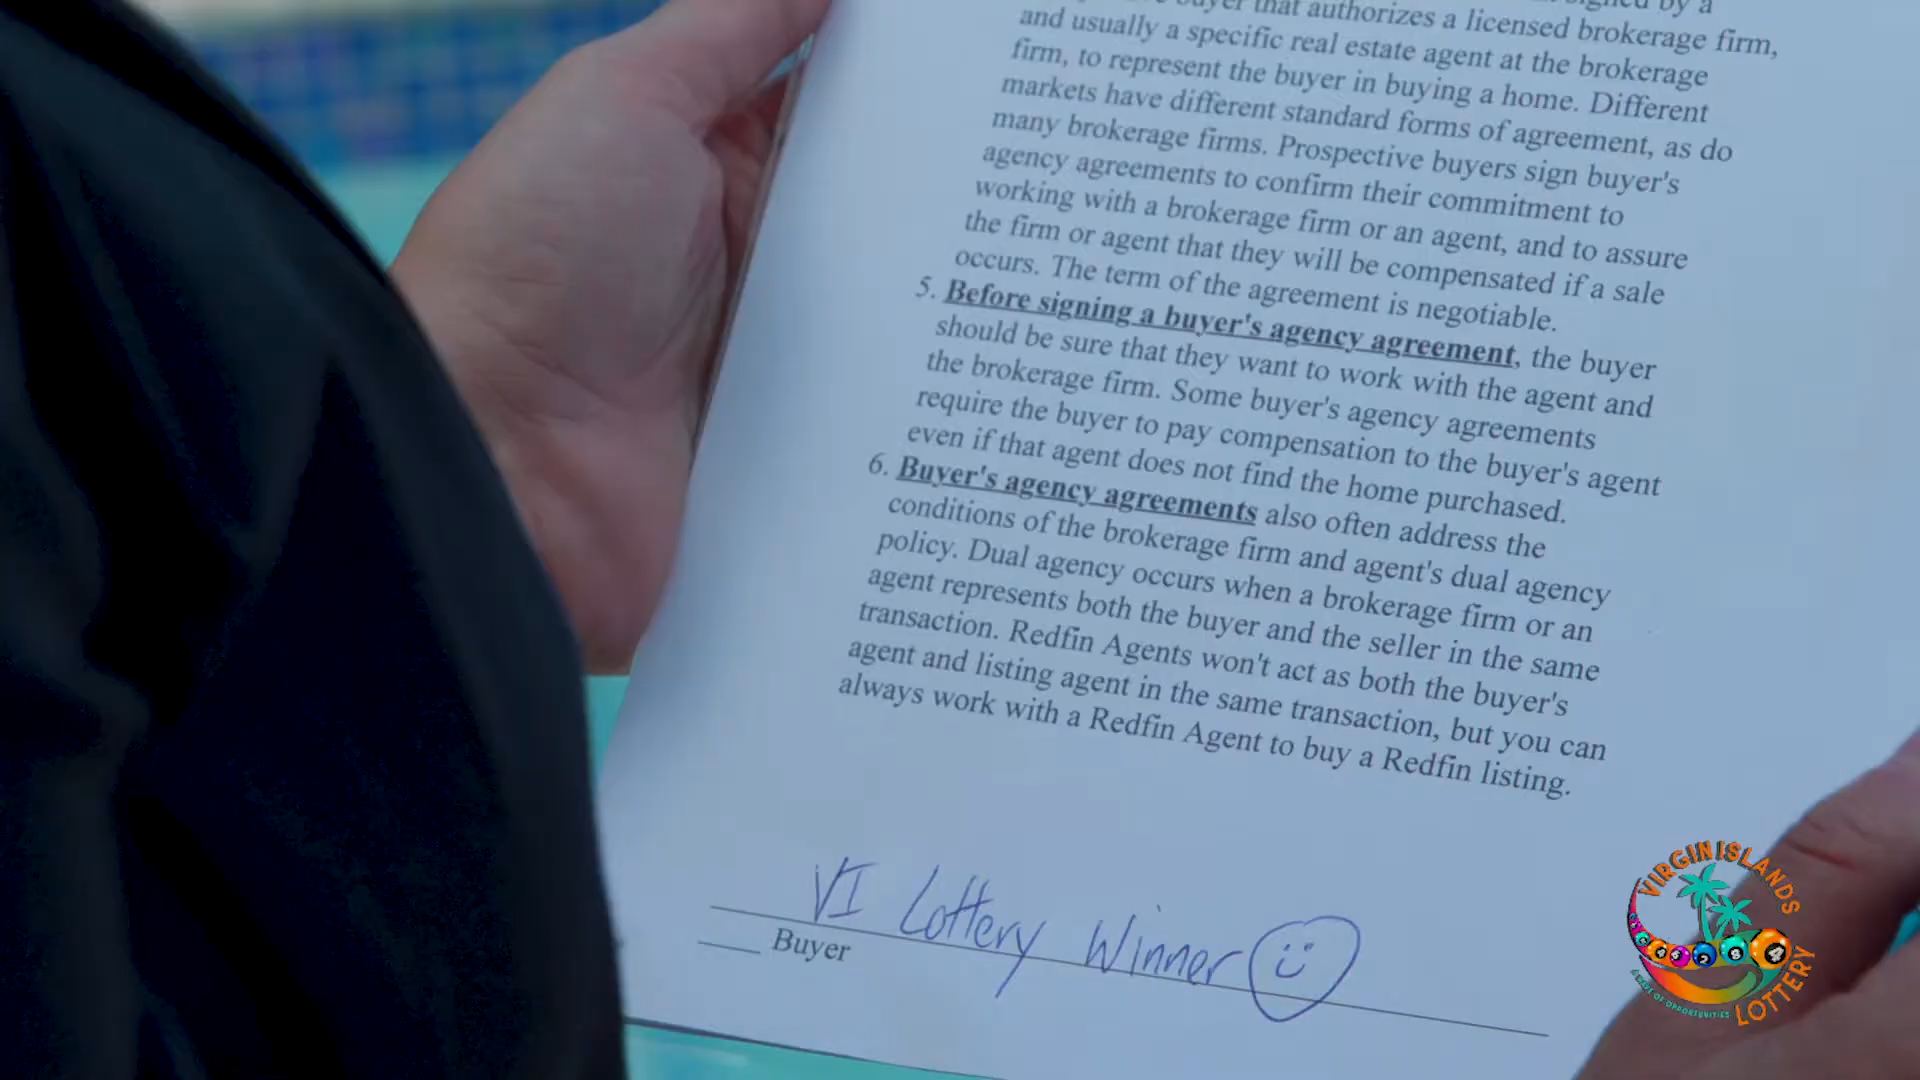 signed by a
buyer that authorizes a licensed brokerage firm,
and usually a specific real estate agent at the brokerage
firm, to represent the buyer in buying a home. Different
markets have different standard forms of agreement, as do
many brokerage firms. Prospective buyers sign buyer's
agency agreements to confirm their commitment to
working with a brokerage firm or an agent, and to assure
the firm or agent that they will be compensated if a sale
occurs. The term of the agreement is negotiable.
5. Before signing a buyer's agency agreement, the buyer
should be sure that they want to work with the agent and
the brokerage firm. Some buyer's agency agreements
require the buyer to pay compensation to the buyer's agent
even if that agent does not find the home purchased.
6. Buyer's agency agreements also often address the
conditions of the brokerage firm and agent's dual agency
policy. Dual agency occurs when a brokerage firm or an
agent represents both the buyer and the seller in the same
transaction. Redfin Agents won't act as both the buyer's
agent and listing agent in the same transaction, but you can
always work with a Redfin Agent to buy a Redfin listing.
VI Lottery Winner
Buyer
VIRGIN ISLANDS
LOTTERY